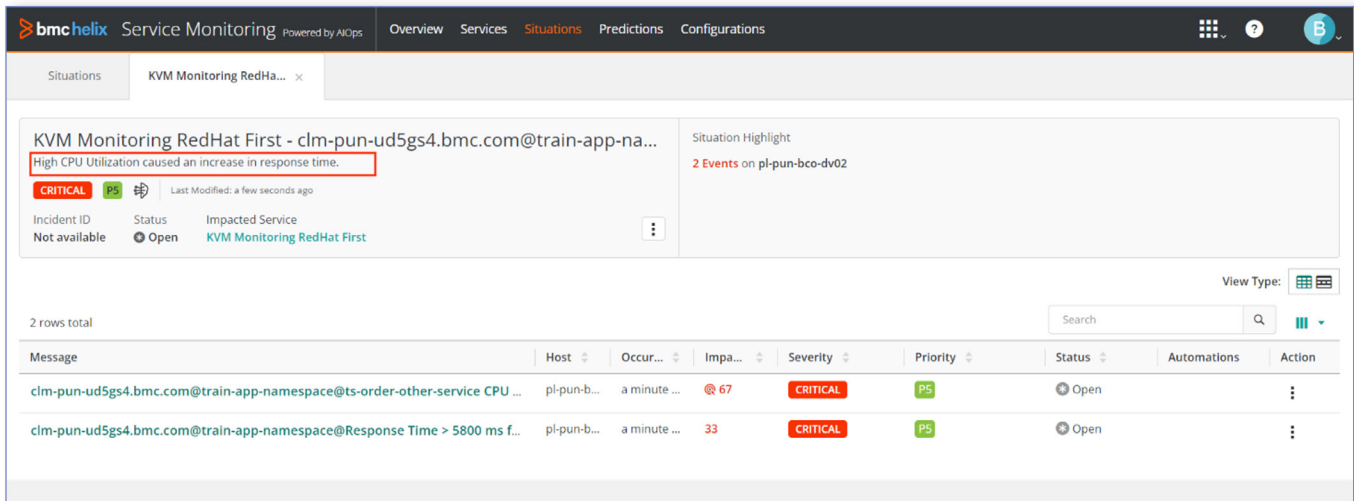 bmc helix Service Monitoring Powered by AIOps Overview Services Situations Predictions Configurations ? B
Situations KVM Monitoring RedHa... ×
KVM Monitoring RedHat First - clm-pun-ud5gs4.bmc.com@train-app-na...
High CPU Utilization caused an increase in response time.
CRITICAL P5 Last Modified: a few seconds ago
Incident ID Status Impacted Service
Not available Open KVM Monitoring RedHat First
Situation Highlight
2 Events on pl-pun-bco-dv02
View Type:
2 rows total Search
Message Host Occur... Impa... Severity Priority Status Automations Action
clm-pun-ud5gs4.bmc.com@train-app-namespace@ts-order-other-service CPU ... pl-pun-b... a minute ... 67 CRITICAL P5 Open
clm-pun-ud5gs4.bmc.com@train-app-namespace@Response Time > 5800 ms f... pl-pun-b... a minute ... 33 CRITICAL P5 Open